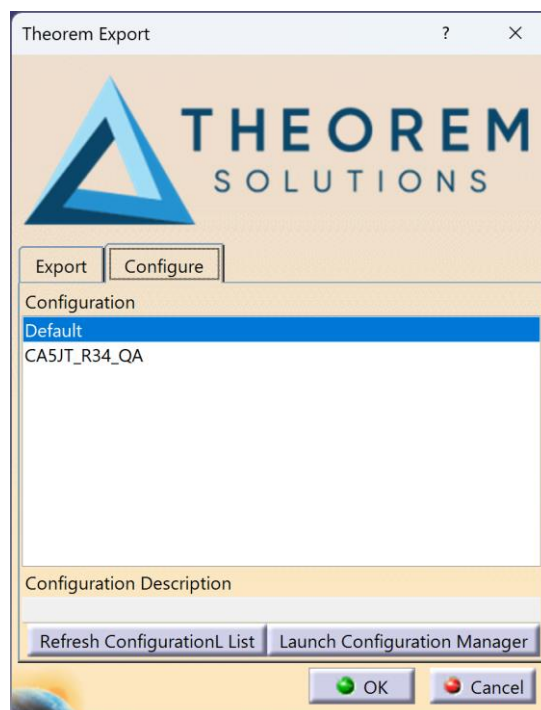 Theorem Export ? ×
THEOREM
SOLUTIONS
Export Configure
Configuration
Default
CA5JT_R34_QA
Configuration Description
Refresh ConfigurationL List Launch Configuration Manager
OK Cancel